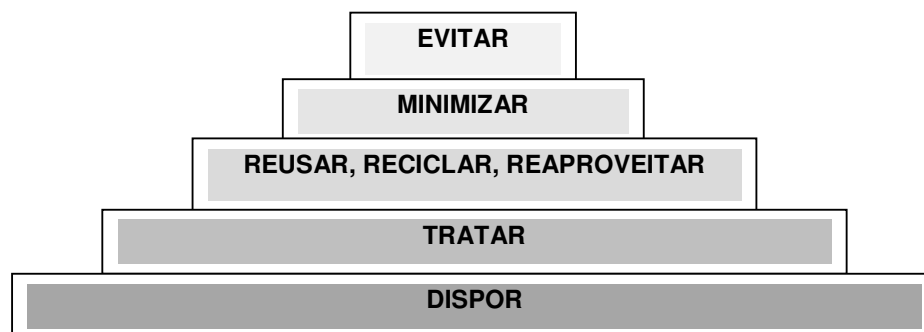 EVITAR
MINIMIZAR
REUSAR, RECICLAR, REAPROVEITAR
TRATAR
DISPOR